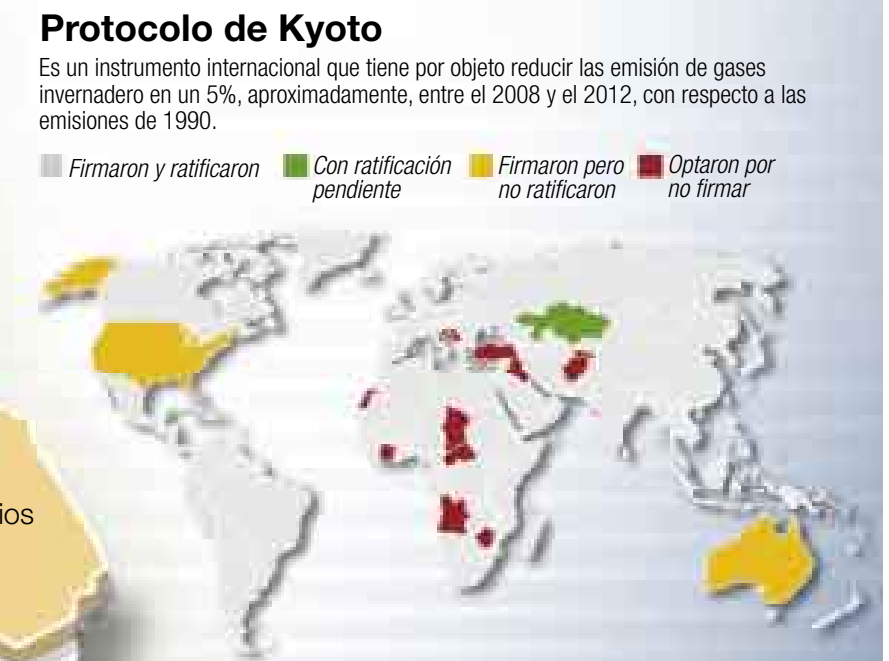 Protocolo de Kyoto
Es un instrumento internacional que tiene por objeto reducir las emisión de gases
invernadero en un 5%, aproximadamente, entre el 2008 y el 2012, con respecto a las
emisiones de 1990.
Firmaron y ratificaron
Con ratificación
pendiente
Firmaron pero
no ratificaron
Optaron por
no firmar
ios